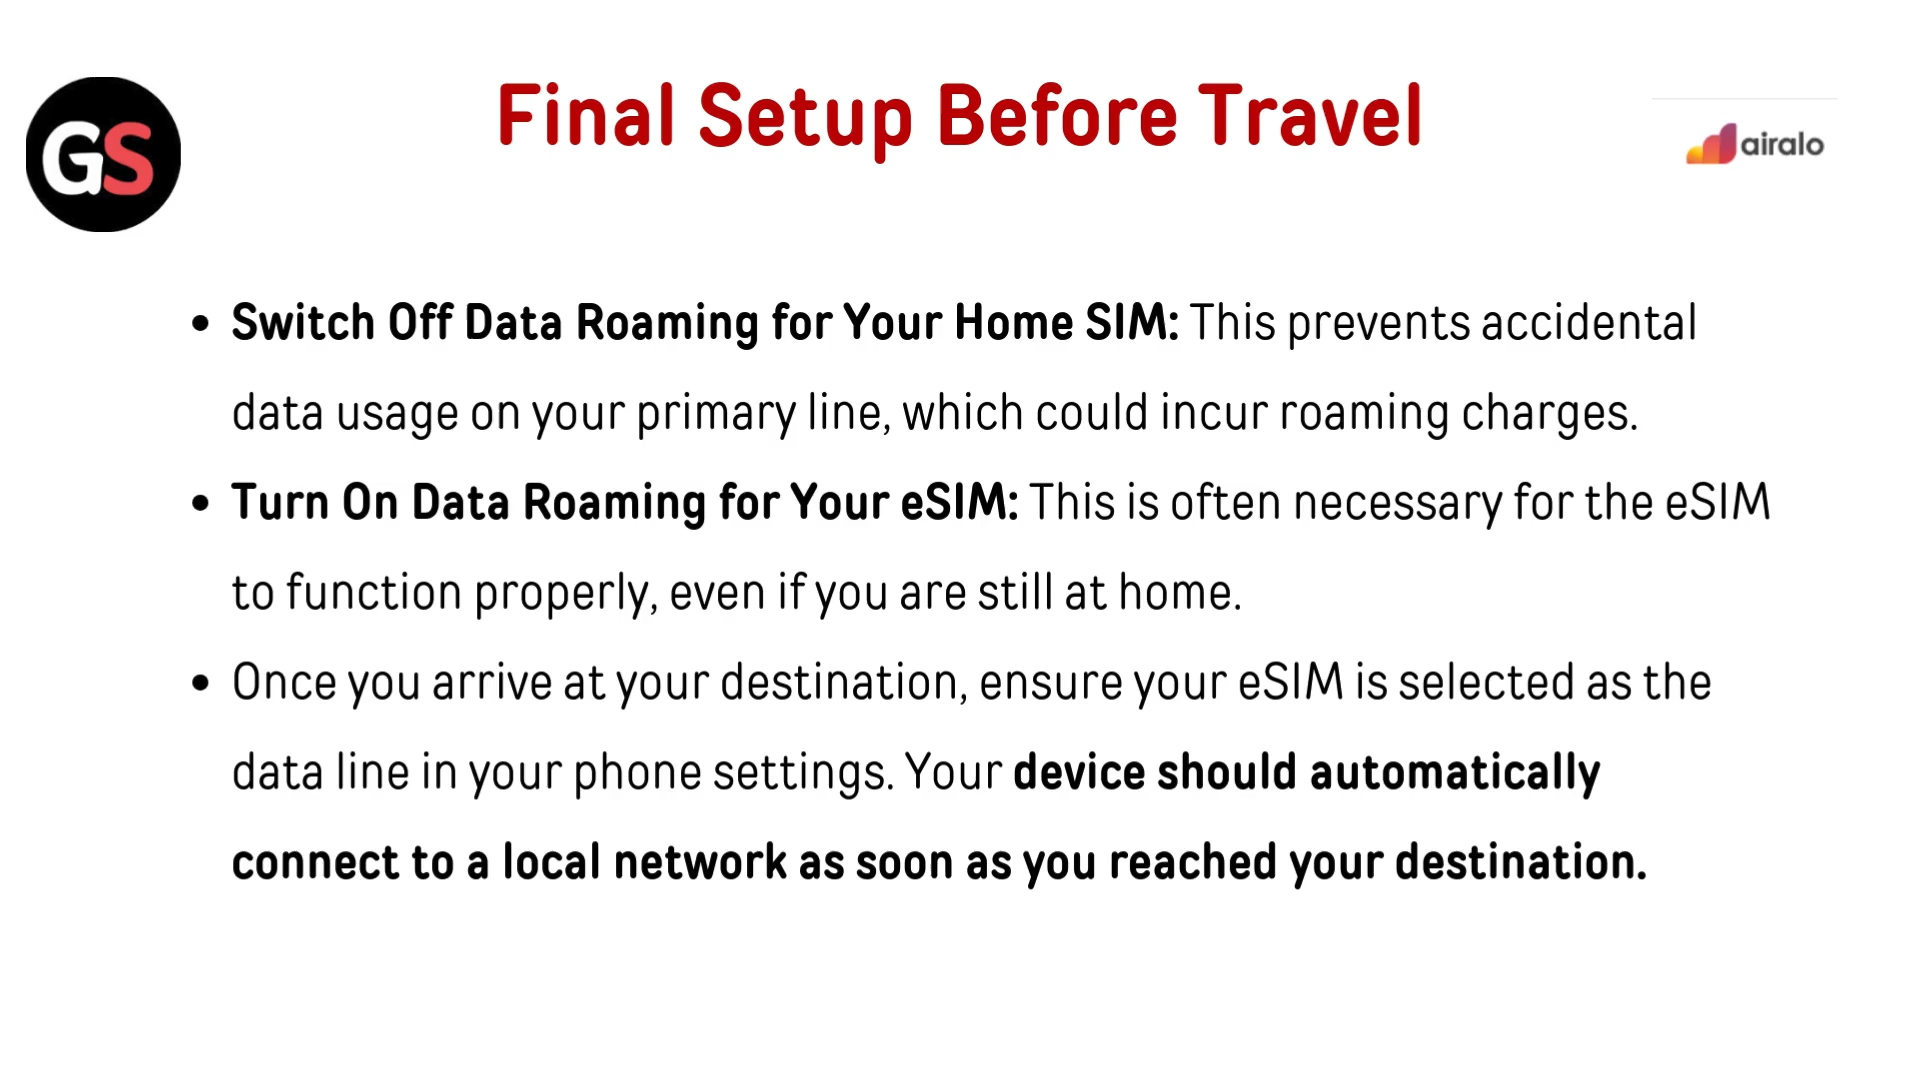 Final Setup Before Travel
GS
airalo
• Switch Off Data Roaming for Your Home SIM: This prevents accidental
data usage on your primary line, which could incur roaming charges.
• Turn On Data Roaming for Your eSIM: This is often necessary for the eSIM
to function properly, even if you are still at home.
• Once you arrive at your destination, ensure your eSIM is selected as the
data line in your phone settings. Your device should automatically
connect to a local network as soon as you reached your destination.